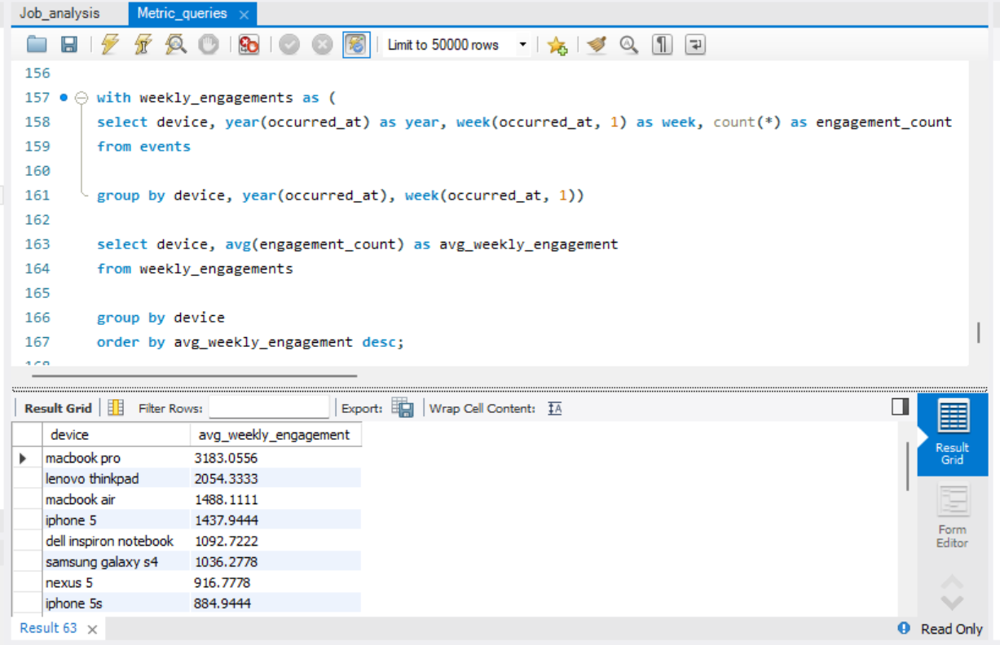 Job_analysis Metric_queries
Limit to 50000 rows
156
157 with weekly_engagements as (
158 select device, year(occurred_at) as year, week(occurred_at, 1) as week, count(*) as engagement_count
159 from events
160
161 group by device, year(occurred_at), week(occurred_at, 1))
162
163 select device, avg(engagement_count) as avg_weekly_engagement
164 from weekly_engagements
165
166 group by device
167 order by avg_weekly_engagement desc;
Result Grid Filter Rows: Export: Wrap Cell Content:
device avg_weekly_engagement
macbook pro 3183.0556
lenovo thinkpad 2054.3333
macbook air 1488.1111
iphone 5 1437.9444
dell inspiron notebook 1092.7222
samsung galaxy s4 1036.2778
nexus 5 916.7778
iphone 5s 884.9444
Result
Grid
Form
Editor
Result 63 Read Only